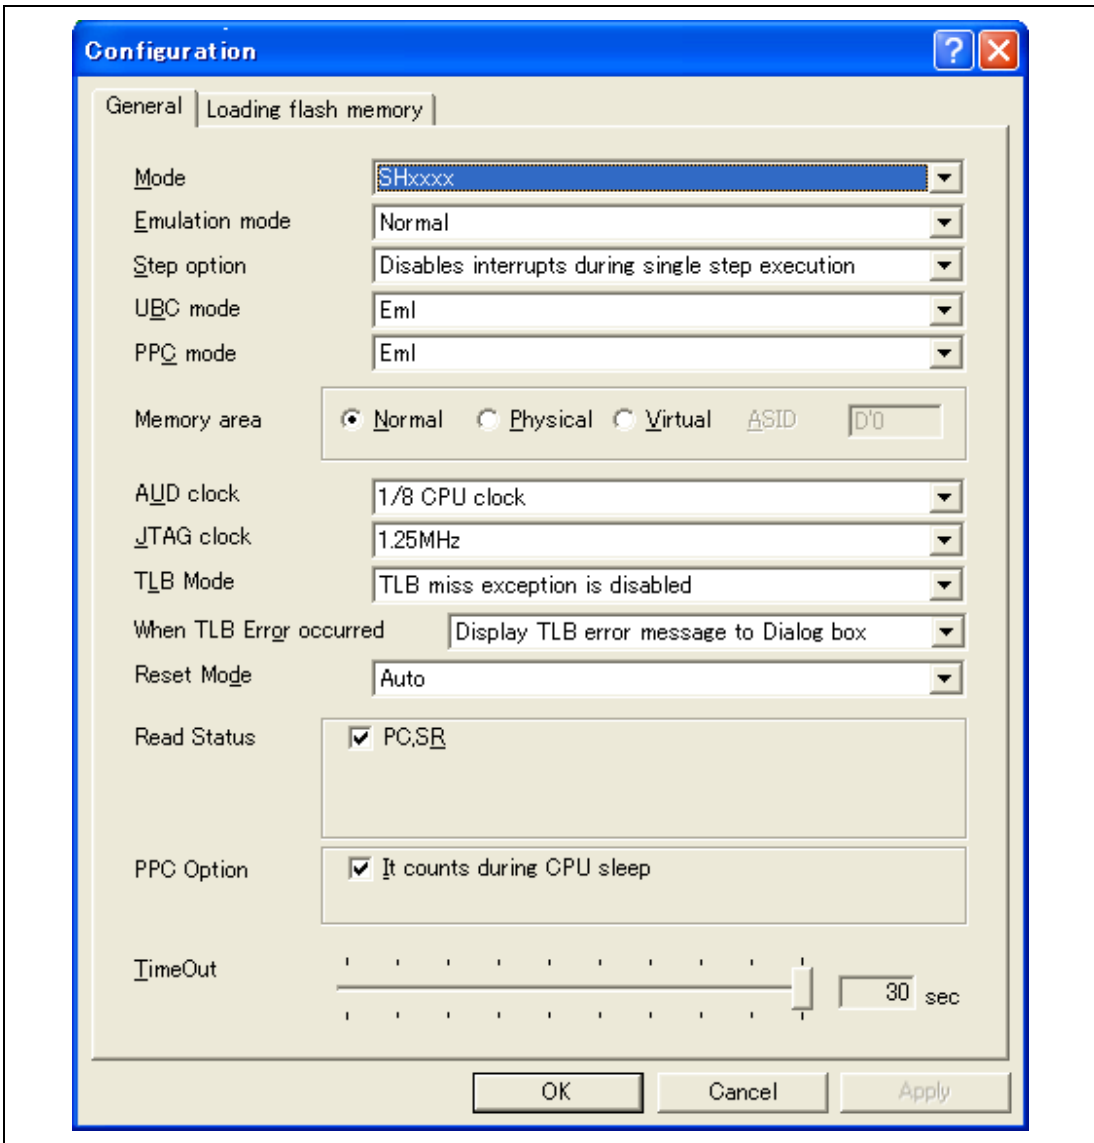 Configuration
General Loading flash memory
Mode SHxxxx
Emulation mode Normal
Step option Disables interrupts during single step execution
UBC mode Eml
PPC mode Eml
Memory area Normal Physical Virtual ASID D'0
AUD clock 1/8 CPU clock
JTAG clock 1.25MHz
TLB Mode TLB miss exception is disabled
When TLB Error occurred Display TLB error message to Dialog box
Reset Mode Auto
Read Status PC,SR
PPC Option It counts during CPU sleep
TimeOut 30 sec
OK Cancel Apply